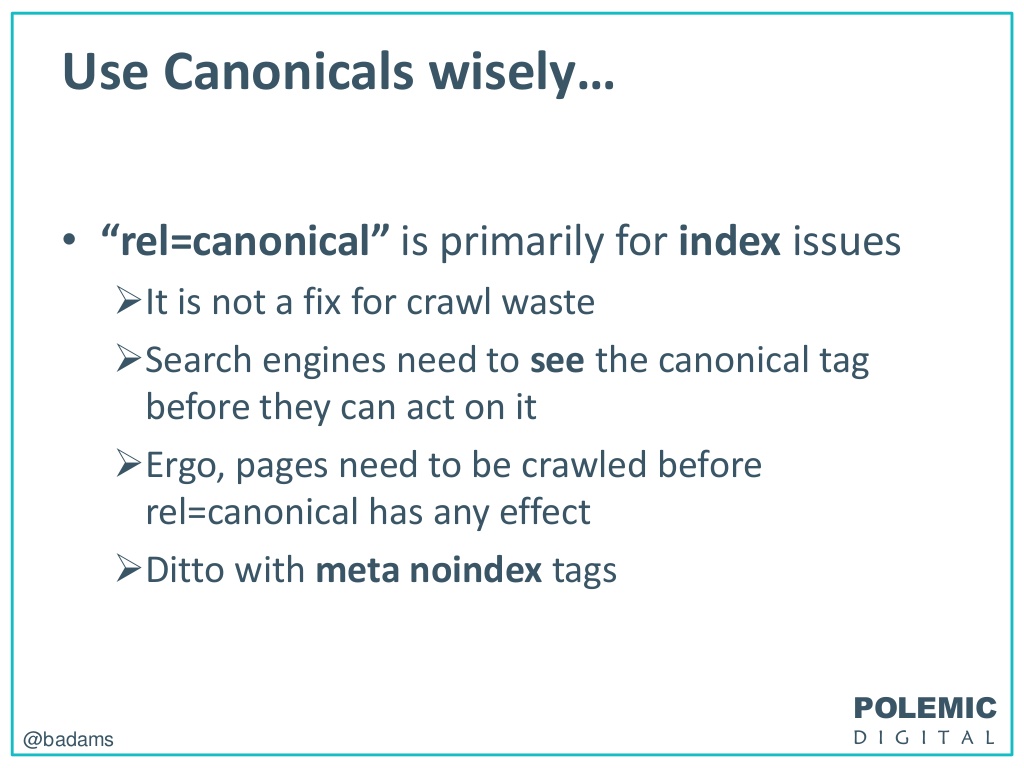 Use Canonicals wisely…
• “rel=canonical” is primarily for index issues
➢It is not a fix for crawl waste
➢Search engines need to see the canonical tag
before they can act on it
➢Ergo, pages need to be crawled before
rel=canonical has any effect
➢Ditto with meta noindex tags
@badams
POLEMIC
DIGITAL